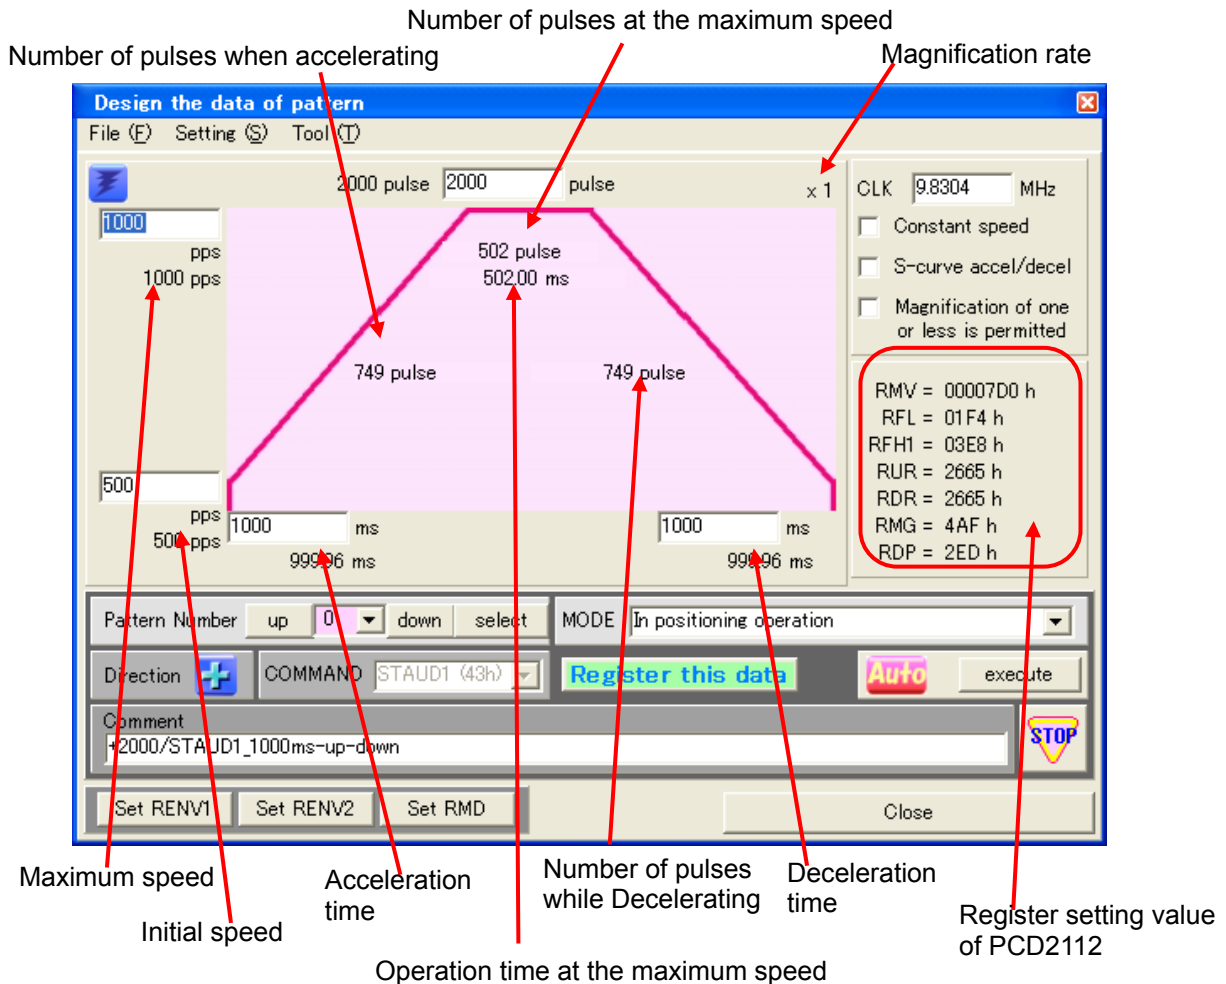 Number of pulses at the maximum speed
Number of pulses when accelerating
Magnification rate
Design the data of pattern
File (F) Setting (S) Tool (T)
2000 pulse 2000 pulse
x 1
CLK 9.8304 MHz
1000
pps
1000 pps
Constant speed
S-curve accel/decel
Magnification of one
or less is permitted
502 pulse
502.00 ms
749 pulse
749 pulse
RMV = 00007D0 h
RFL = 01F4 h
RFH1 = 03E8 h
RUR = 2665 h
RDR = 2665 h
RMG = 4AF h
RDP = 2ED h
500
pps
500 pps
1000 ms
999.96 ms
1000 ms
999.96 ms
Pattern Number up 0 down select
MODE In positioning operation
Direction
COMMAND STAUD1 (43h)
Register this data
Auto execute
Comment
+2000/STAUD1_1000ms-up-down
STOP
Set RENV1 Set RENV2 Set RMD
Close
Maximum speed
Initial speed
Acceleration
time
Number of pulses
while Decelerating
Deceleration
time
Register setting value
of PCD2112
Operation time at the maximum speed